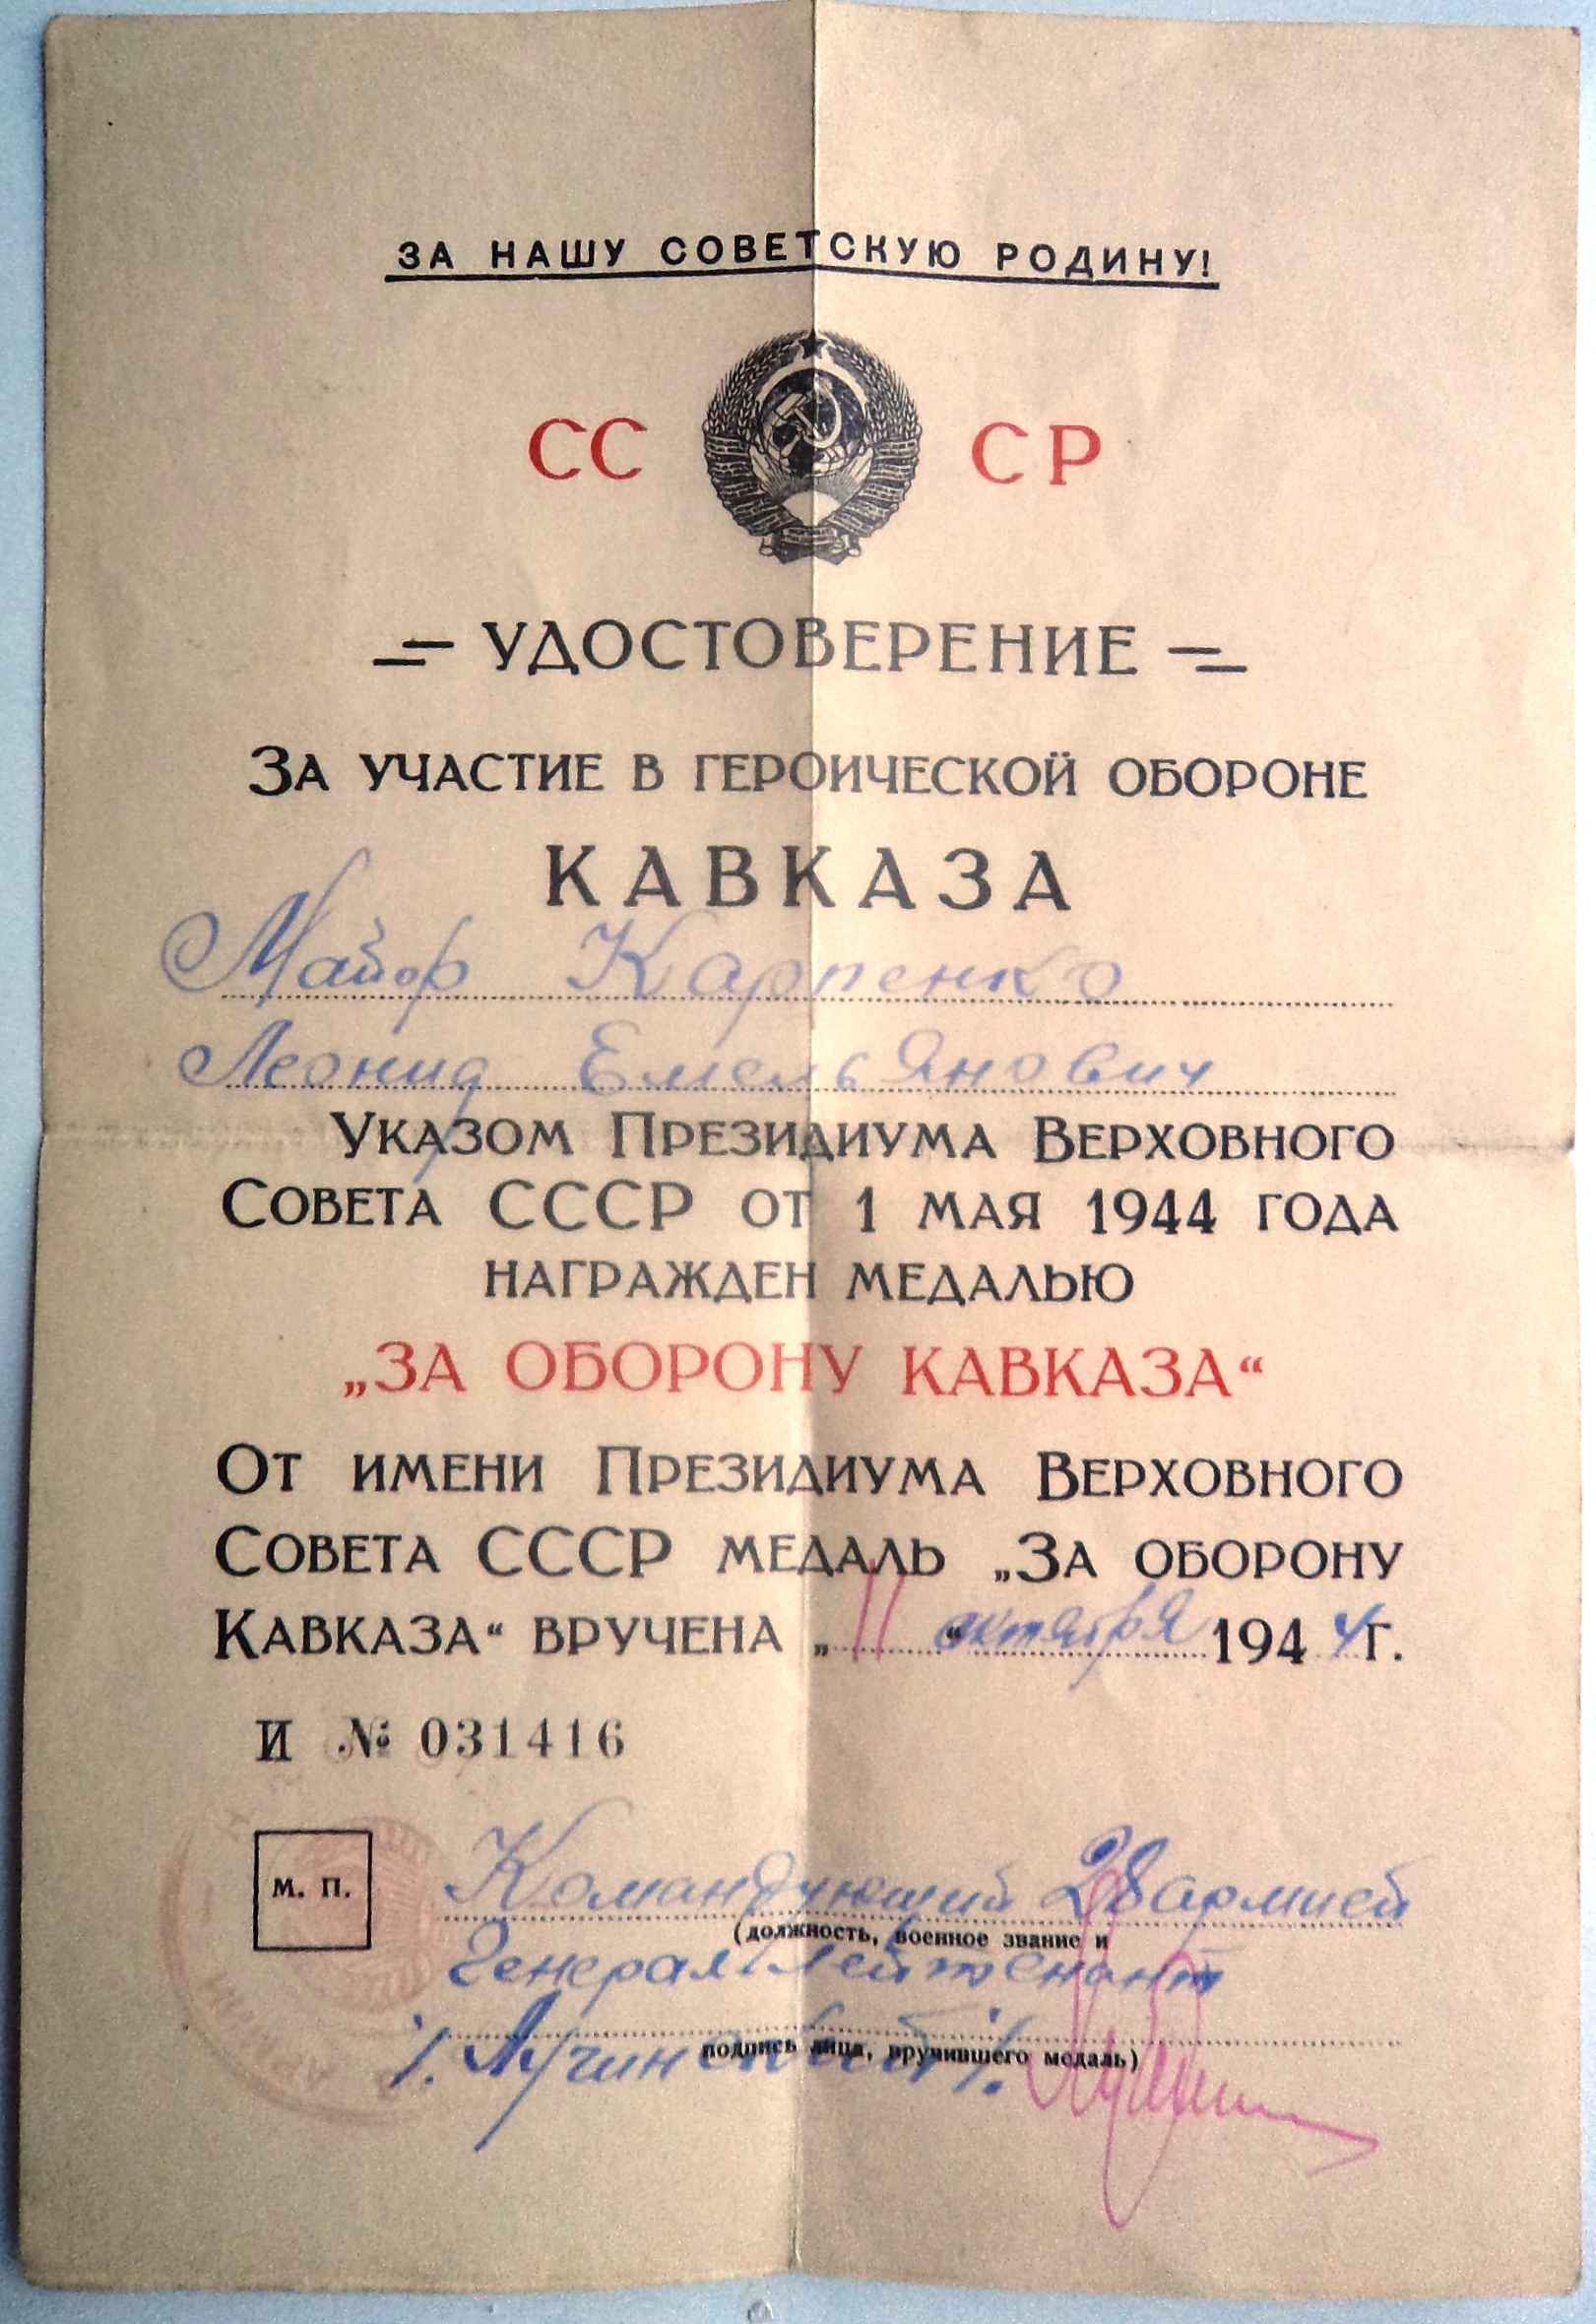 ЗА НАШУ СОВЕТСКУЮ РОДИНУ!
СС СР
УДОСТОВЕРЕНИЕ
ЗА УЧАСТИЕ В ГЕРОИЧЕСКОЙ ОБОРОНЕ
КАВКАЗА
Майор Карпенко
Леонид Емельянович
УКАЗОМ ПРЕЗИДИУМА ВЕРХОВНОГО
СОВЕТА СССР ОТ 1 МАЯ 1944 ГОДА
НАГРАЖДЕН МЕДАЛЬЮ
„ЗА ОБОРОНУ КАВКАЗА“
ОТ ИМЕНИ ПРЕЗИДИУМА ВЕРХОВНОГО
СОВЕТА СССР МЕДАЛЬ „ЗА ОБОРОНУ
КАВКАЗА“ ВРУЧЕНА „11“ октября 1944 Г.
И № 031416
М. П.
Командующий 28 армией
(должность, военное звание и
Генерал Лейтенант
/. Лучинский /.
подпись лица, вручившего медаль)